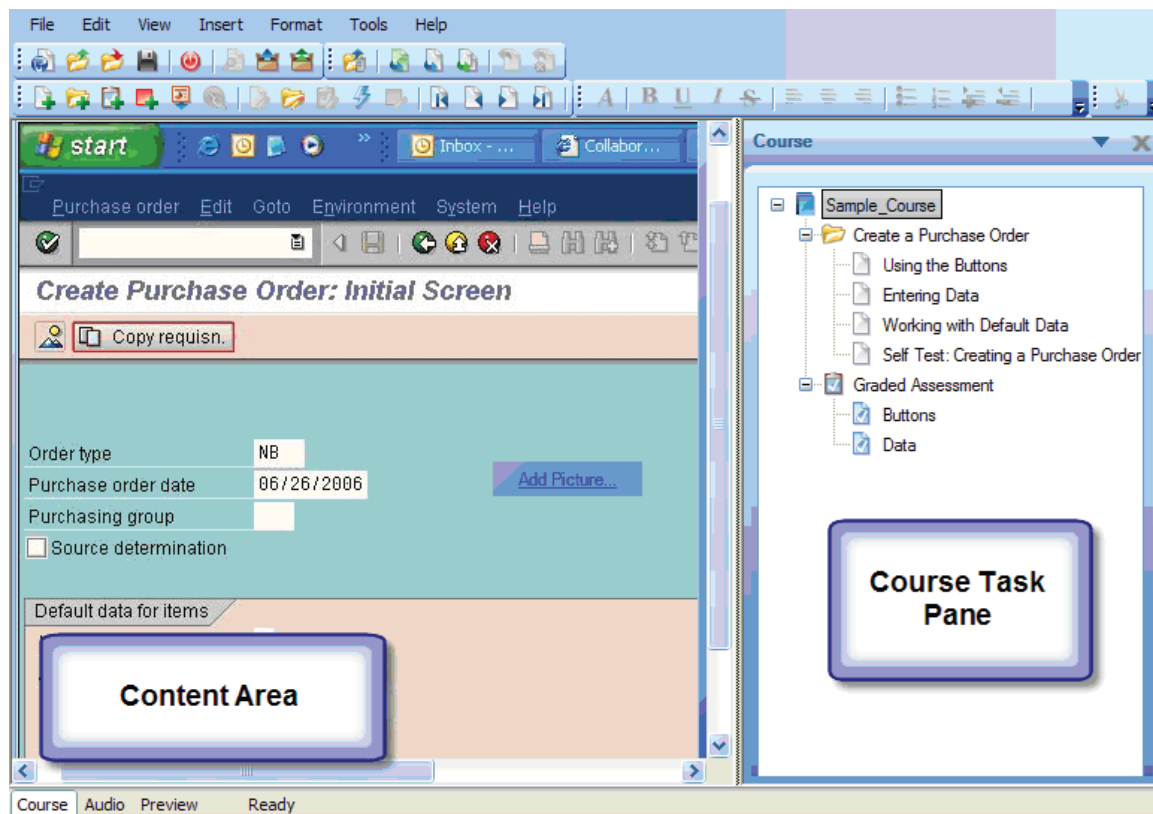 File Edit View Insert Format Tools Help
A B U I S
start Inbox - ... Collabor...
Purchase order Edit Goto Environment System Help
Create Purchase Order: Initial Screen
Copy requisn.
Order type NB
Purchase order date 06/26/2006
Purchasing group
Source determination
Add Picture...
Default data for items
Content Area
Course
Sample_Course
Create a Purchase Order
Using the Buttons
Entering Data
Working with Default Data
Self Test: Creating a Purchase Order
Graded Assessment
Buttons
Data
Course Task
Pane
Course Audio Preview Ready